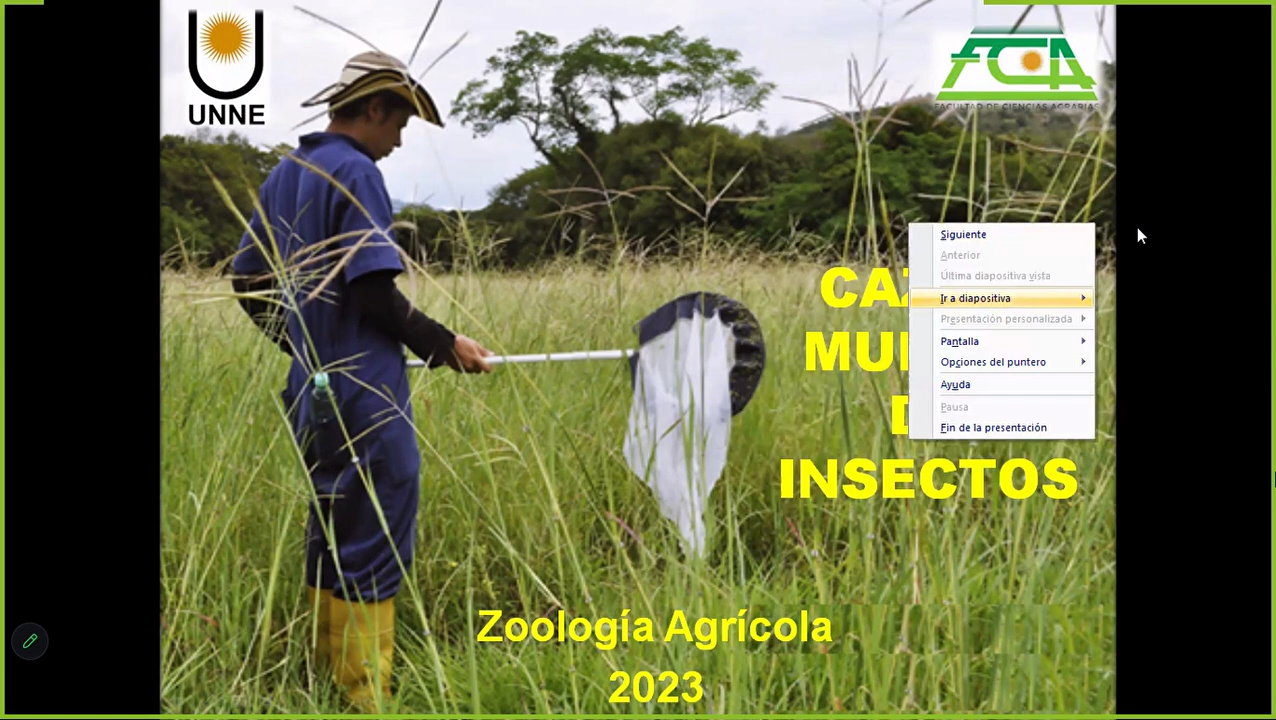 UNNE
FACULTAD DE CIENCIAS AGRARIAS
Siguiente
Anterior
Última diapositiva vista
Ir a diapositiva
Presentación personalizada
Pantalla
Opciones del puntero
Ayuda
Pausa
Fin de la presentación
INSECTOS
Zoología Agrícola
2023